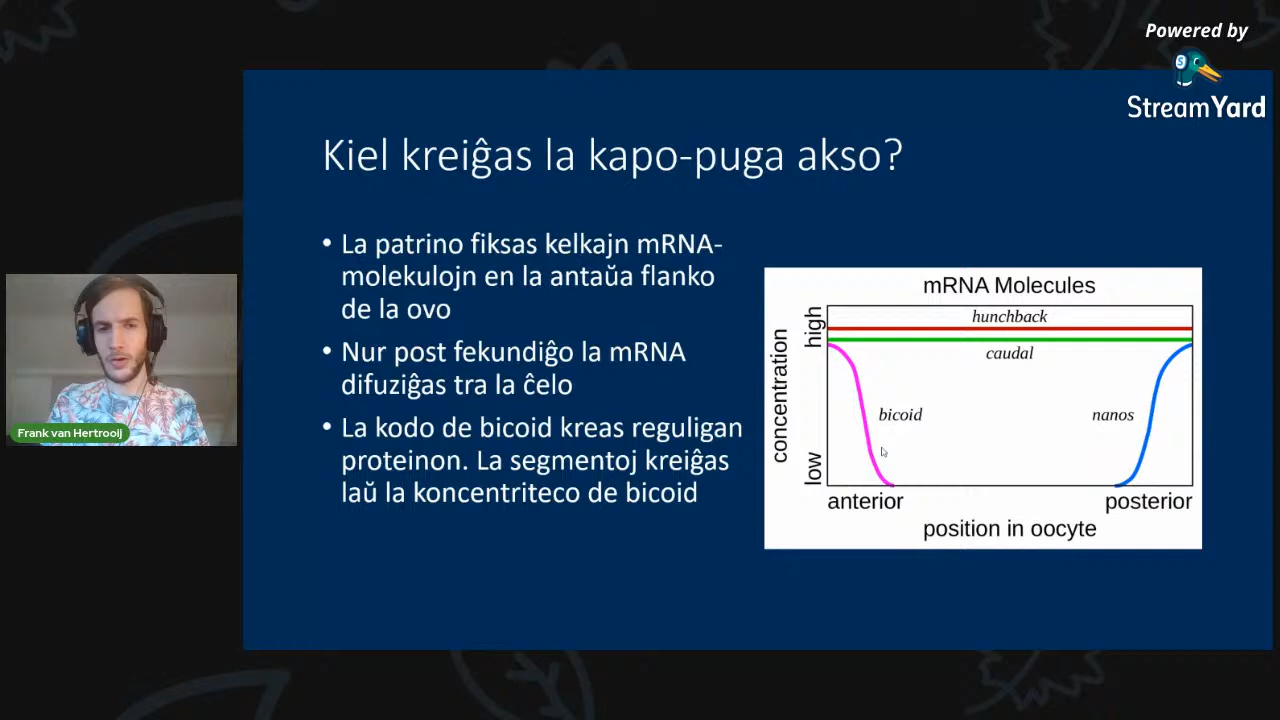 Powered by
StreamYard
Kiel kreiĝas la kapo-puga akso?
• La patrino fiksas kelkajn mRNA-
molekulojn en la antaŭa flanko
de la ovo
• Nur post fekundiĝo la mRNA
difuziĝas tra la ĉelo
• La kodo de bicoid kreas reguligan
proteinon. La segmentoj kreiĝas
laŭ la koncentriteco de bicoid
mRNA Molecules
concentration
high
low
hunchback
caudal
bicoid
nanos
anterior
posterior
position in oocyte
Frank van Hertrooij